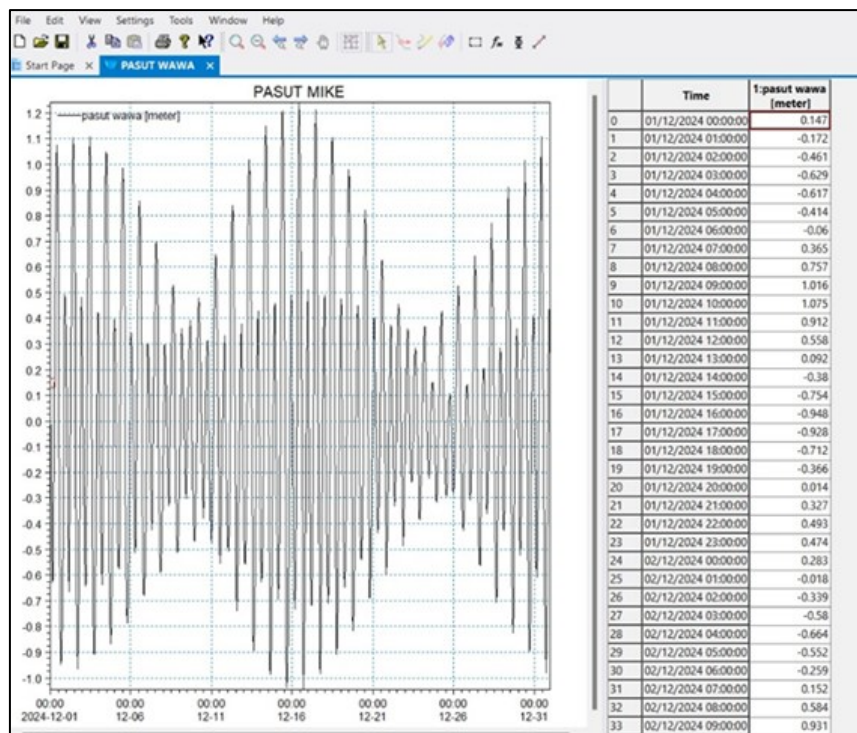 File Edit View Settings Tools Window Help
Start Page × PASUT WAWA ×
PASUT MIKE
pasut wawa [meter]
1.2
1.1
1.0
0.9
0.8
0.7
0.6
0.5
0.4
0.3
0.2
0.1
0.0
-0.1
-0.2
-0.3
-0.4
-0.5
-0.6
-0.7
-0.8
-0.9
-1.0
00:00 00:00 00:00 00:00 00:00 00:00 00:00
2024-12-01 12-06 12-11 12-16 12-21 12-26 12-31
Time 1:pasut wawa
[meter]
0 01/12/2024 00:00:00 0.147
1 01/12/2024 01:00:00 -0.172
2 01/12/2024 02:00:00 -0.461
3 01/12/2024 03:00:00 -0.629
4 01/12/2024 04:00:00 -0.617
5 01/12/2024 05:00:00 -0.414
6 01/12/2024 06:00:00 -0.06
7 01/12/2024 07:00:00 0.365
8 01/12/2024 08:00:00 0.757
9 01/12/2024 09:00:00 1.016
10 01/12/2024 10:00:00 1.075
11 01/12/2024 11:00:00 0.912
12 01/12/2024 12:00:00 0.558
13 01/12/2024 13:00:00 0.092
14 01/12/2024 14:00:00 -0.38
15 01/12/2024 15:00:00 -0.754
16 01/12/2024 16:00:00 -0.948
17 01/12/2024 17:00:00 -0.928
18 01/12/2024 18:00:00 -0.712
19 01/12/2024 19:00:00 -0.366
20 01/12/2024 20:00:00 0.014
21 01/12/2024 21:00:00 0.327
22 01/12/2024 22:00:00 0.493
23 01/12/2024 23:00:00 0.474
24 02/12/2024 00:00:00 0.283
25 02/12/2024 01:00:00 -0.018
26 02/12/2024 02:00:00 -0.339
27 02/12/2024 03:00:00 -0.58
28 02/12/2024 04:00:00 -0.664
29 02/12/2024 05:00:00 -0.552
30 02/12/2024 06:00:00 -0.259
31 02/12/2024 07:00:00 0.152
32 02/12/2024 08:00:00 0.584
33 02/12/2024 09:00:00 0.931